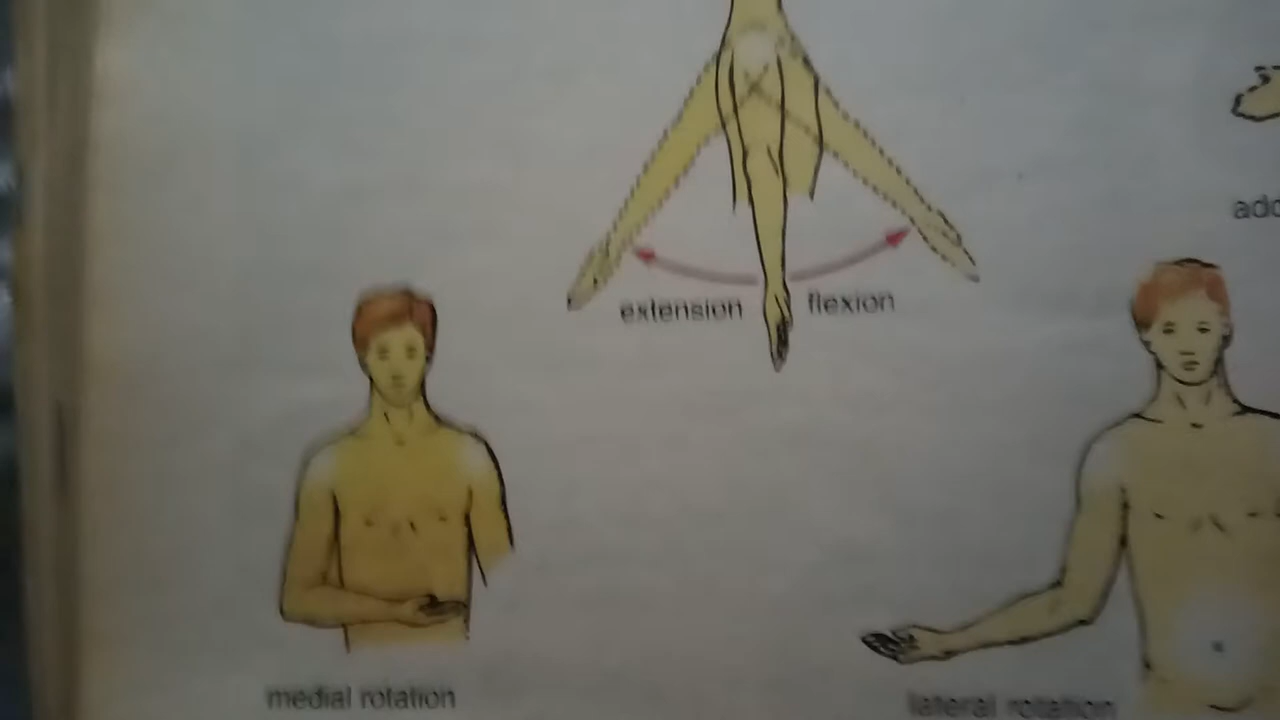 extension
flexion
medial rotation
lateral rotation